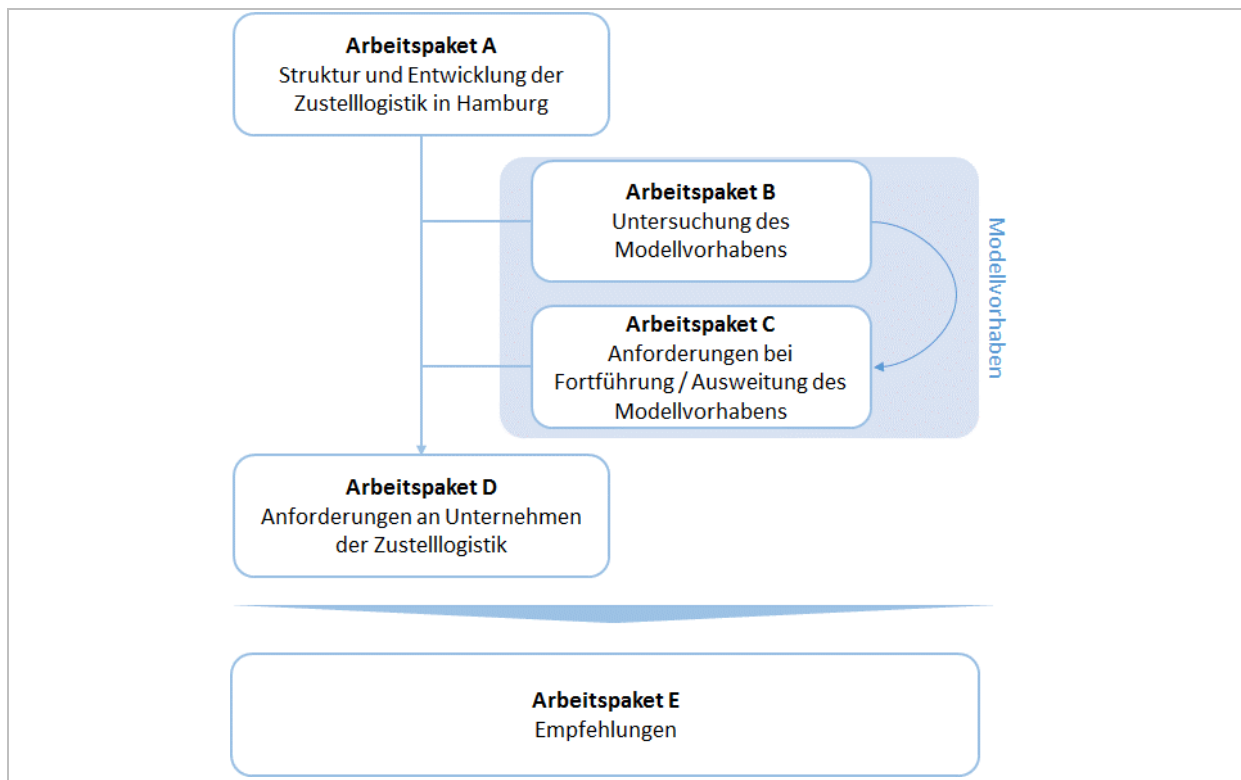 Arbeitspaket A
Struktur und Entwicklung der
Zustelllogistik in Hamburg
Arbeitspaket B
Untersuchung des
Modellvorhabens
Modellvorhaben
Arbeitspaket C
Anforderungen bei
Fortführung / Ausweitung des
Modellvorhabens
Arbeitspaket D
Anforderungen an Unternehmen
der Zustelllogistik
Arbeitspaket E
Empfehlungen